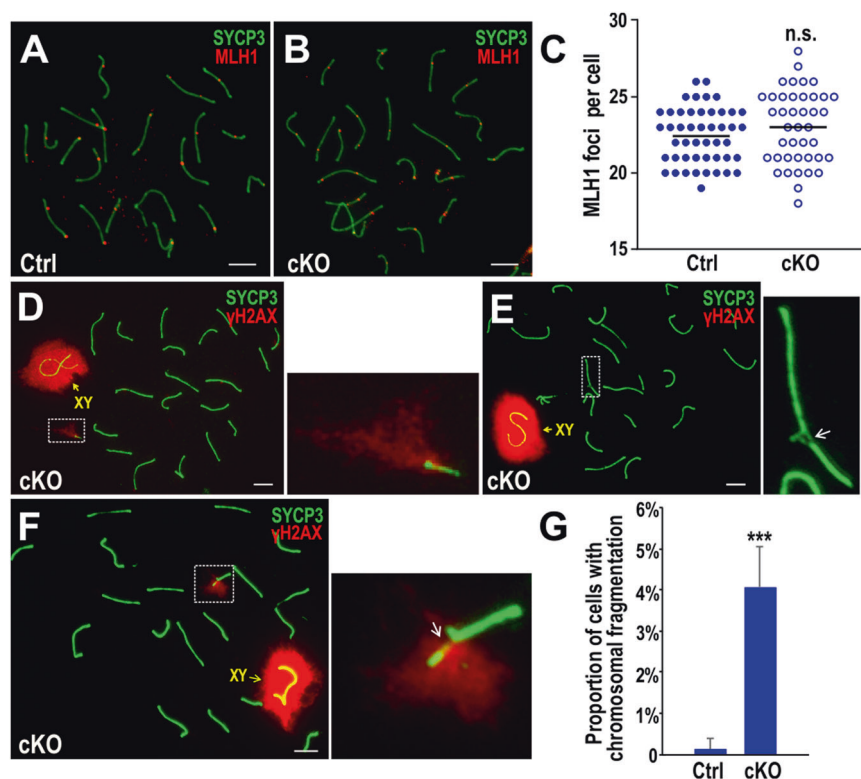 A
SYCP3
MLH1
Ctrl
B
SYCP3
MLH1
cKO
C
n.s.
MLH1 foci per cell
30
25
20
15
Ctrl
cKO
D
SYCP3
γH2AX
XY
cKO
E
SYCP3
γH2AX
XY
cKO
F
SYCP3
γH2AX
XY
cKO
G
Proportion of cells with
chromosomal fragmentation
6%
5%
4%
3%
2%
1%
0
***
Ctrl
cKO